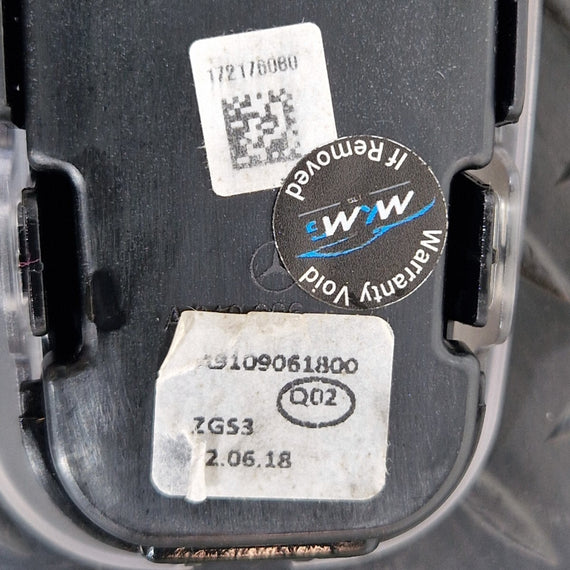 172176080
If Removed
Warranty Void
A9109061800
Q02
ZGS3
2.06.18